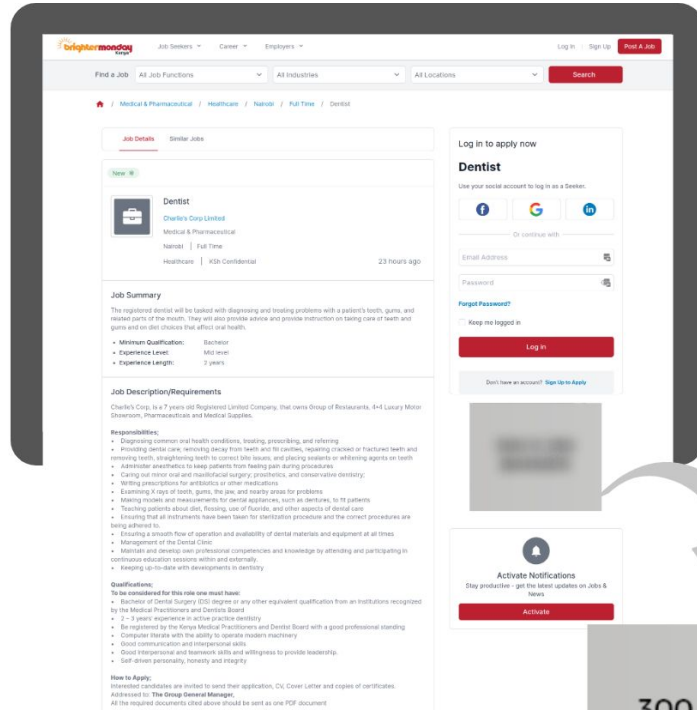 brightermonday
Kenya
Job Seekers
Career
Employers
Log In
Sign Up
Post A Job
Find a Job
All Job Functions
All Industries
All Locations
Search
/ Medical & Pharmaceutical / Healthcare / Nairobi / Full Time / Dentist
Job Details
Similar Jobs
New
Dentist
Charlie's Corp Limited
Medical & Pharmaceutical
Nairobi | Full Time
Healthcare | KSh Confidential
23 hours ago
Job Summary
The registered dentist will be tasked with diagnosing and treating problems with a patient's teeth, gums, and
related parts of the mouth. They will also provide advice and provide instruction on taking care of teeth and
gums and on diet choices that affect oral health.
• Minimum Qualification: Bachelor
• Experience Level: Mid level
• Experience Length: 2 years
Job Description/Requirements
Charlie's Corp, is a 7 years old Registered Limited Company, that owns Group of Restaurants, 4×4 Luxury Motor
Showroom, Pharmaceuticals and Medical Supplies.
Responsibilities;
• Diagnosing common oral health conditions, treating, prescribing, and referring
• Providing dental care; removing decay from teeth and fill cavities, repairing cracked or fractured teeth and
removing teeth, straightening teeth to correct bite issues, and placing sealants or whitening agents on teeth
• Administer anesthetics to keep patients from feeling pain during procedures
• Caring out minor oral and maxillofacial surgery, prosthetics, and conservative dentistry;
• Writing prescriptions for antibiotics or other medications
• Examining X rays of teeth, gums, the jaw, and nearby areas for problems
• Making models and measurements for dental appliances, such as dentures, to fit patients
• Teaching patients about diet, flossing, use of fluoride, and other aspects of dental care
• Ensuring that all instruments have been taken for sterilization procedure and the correct procedures are
being adhered to.
• Ensuring a smooth flow of operation and availability of dental materials and equipment at all times
• Management of the Dental Clinic
• Maintain and develop own professional competencies and knowledge by attending and participating in
continuous education sessions within and externally.
• Keeping up-to-date with developments in dentistry
Qualifications;
To be considered for this role one must have:
• Bachelor of Dental Surgery (DS) degree or any other equivalent qualification from an institutions recognized
by the Medical Practitioners and Dentists Board
• 2 – 3 years' experience in active practice dentistry
• Be registered by the Kenya Medical Practitioners and Dentist Board with a good professional standing
• Computer literate with the ability to operate modern machinery
• Good communication and interpersonal skills
• Good interpersonal and teamwork skills and willingness to provide leadership.
• Self-driven personality, honesty and integrity
How to Apply;
Interested candidates are invited to send their application, CV, Cover Letter and copies of certificates.
Addressed to: The Group General Manager,
All the required documents cited above should be sent as one PDF document
Log in to apply now
Dentist
Use your social account to log in as a Seeker.
Or continue with
Email Address
Password
Forgot Password?
Keep me logged in
Log in
Don't have an account? Sign Up to Apply
Activate Notifications
Stay productive - get the latest updates on Jobs &
News
Activate
300